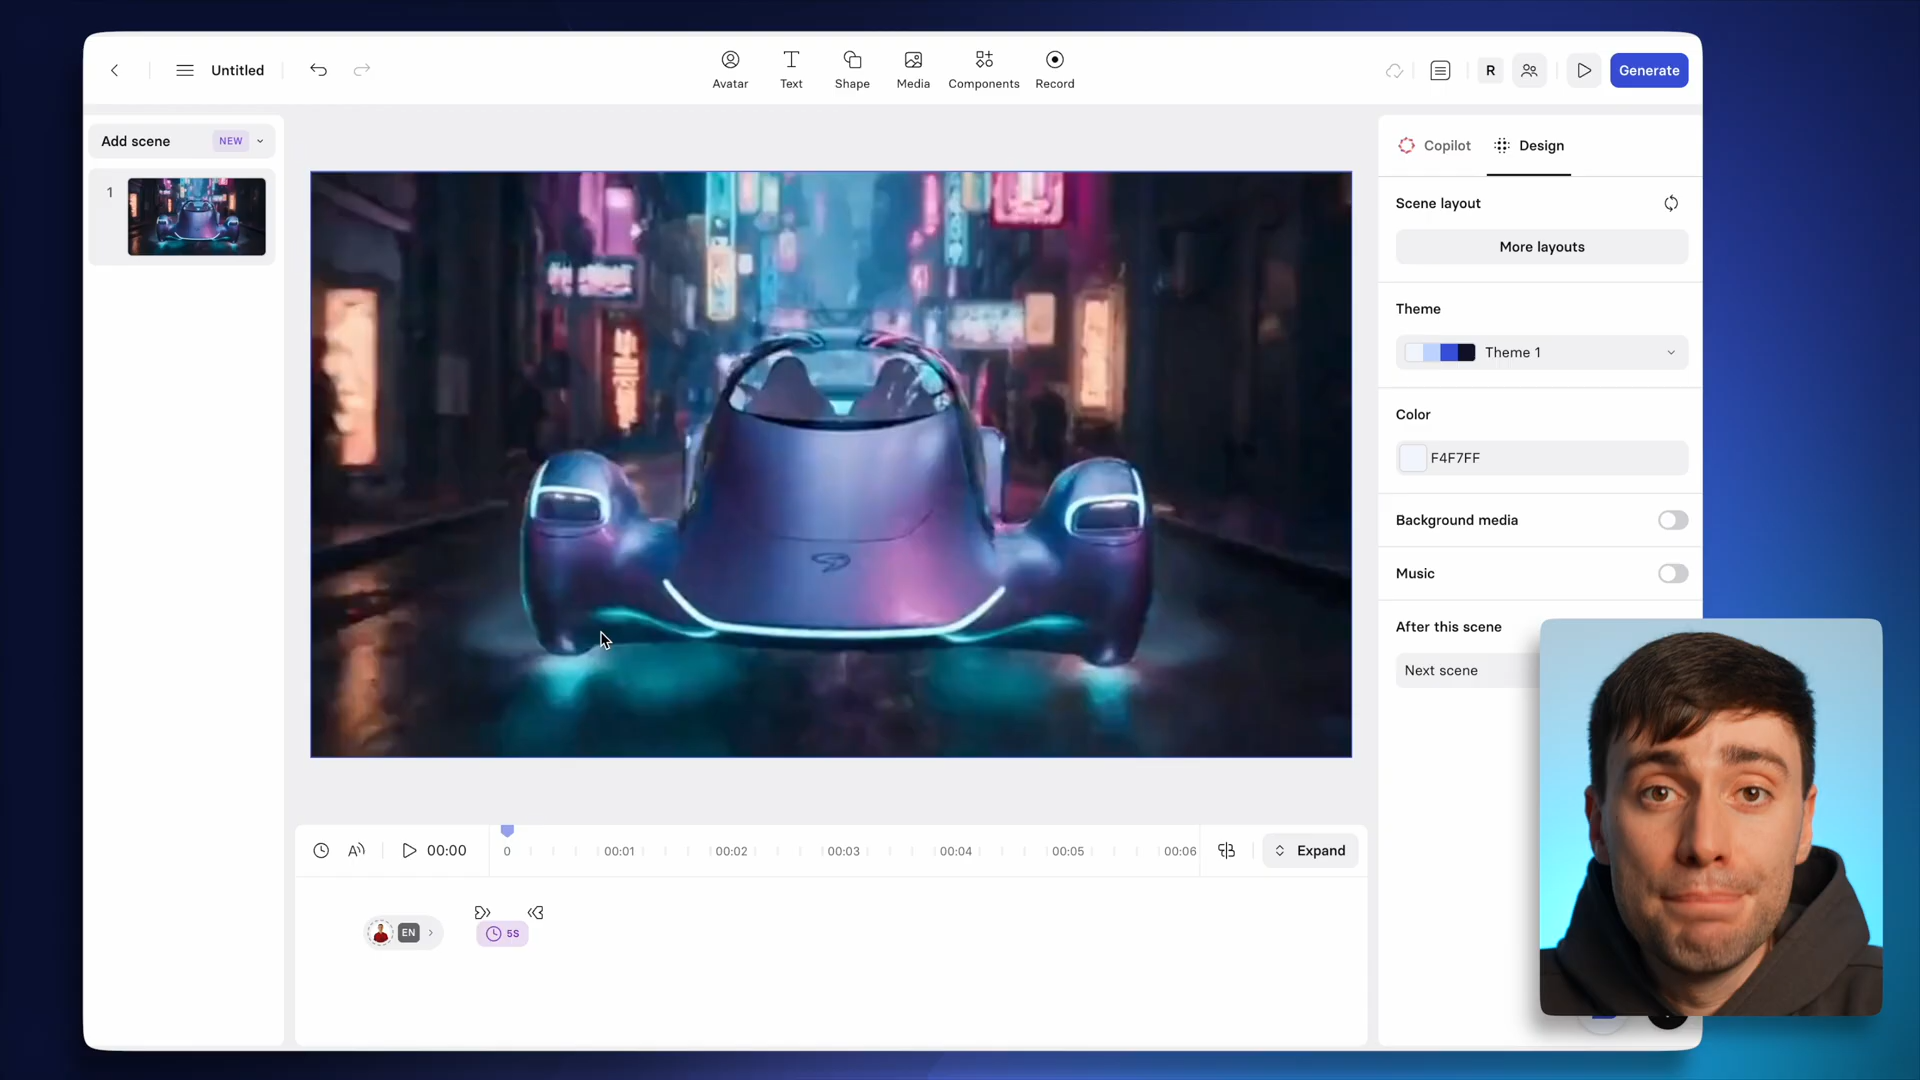 Untitled
Avatar
Text
Shape
Media
Components
Record
R
Generate
Add scene
NEW
1
Copilot
Design
Scene layout
More layouts
Theme
Theme 1
Color
F4F7FF
Background media
Music
After this scene
Next scene
00:00
0
00:01
00:02
00:03
00:04
00:05
00:06
Expand
EN
5S